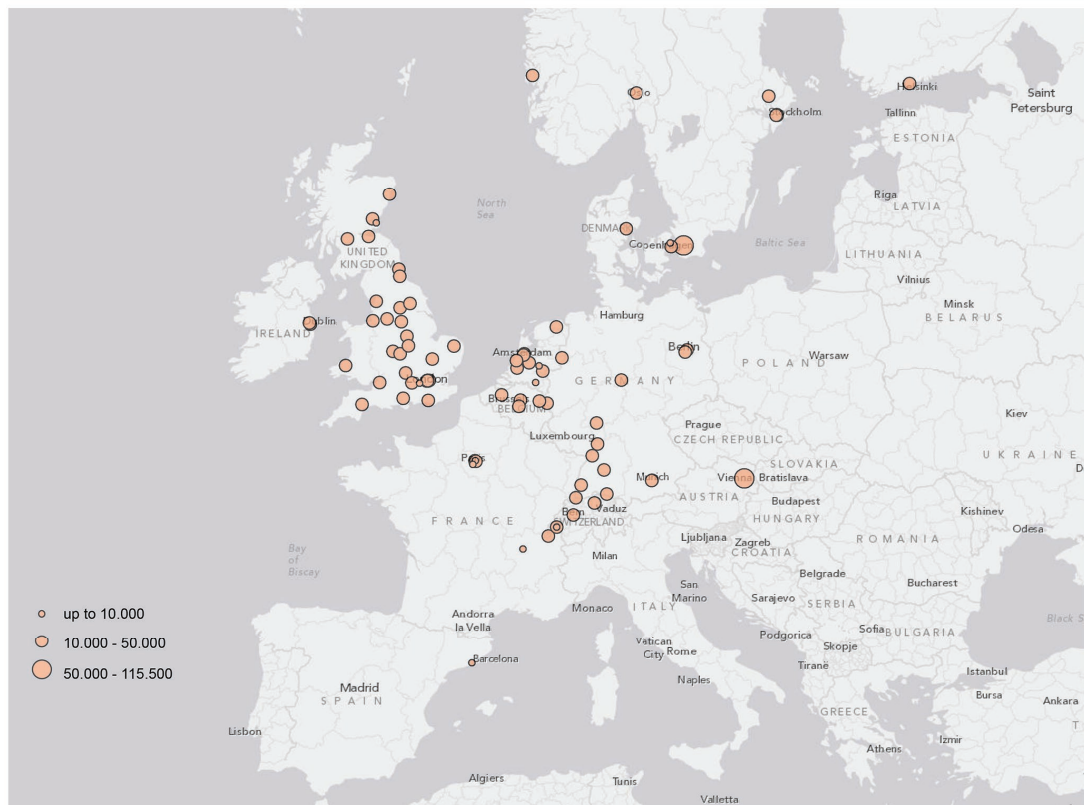 Saint
Petersburg
Helsinki
Oslo
Stockholm
Tallinn
ESTONIA
Riga
LATVIA
North
Sea
DENMARK
Copenhagen
Baltic Sea
LITHUANIA
Vilnius
UNITED
KINGDOM
Minsk
BELARUS
Hamburg
Dublin
IRELAND
Amsterdam
Berlin
POLAND
Warsaw
London
GERMANY
Brussels
BELGIUM
Kiev
Prague
CZECH REPUBLIC
Luxembourg
UKRAINE
Paris
SLOVAKIA
D
Munich
Vienna
Bratislava
AUSTRIA
Budapest
Bern
Vaduz
SWITZERLAND
FRANCE
HUNGARY
Kishinev
Odesa
Ljubljana
Zagreb
CROATIA
ROMANIA
Bay
of
Biscay
Milan
Belgrade
Bucharest
San
Marino
Sarajevo
SERBIA
up to 10.000
Monaco
ITALY
Andorra
la Vella
Black S
10.000 - 50.000
Vatican
City
Rome
Podgorica
Sofia
BULGARIA
Skopje
50.000 - 115.500
Barcelona
Tirane
Istanbul
Madrid
SPAIN
Naples
Bursa
Ankara
GREECE
T
Lisbon
Izmir
Athens
Algiers
Tunis
Valletta